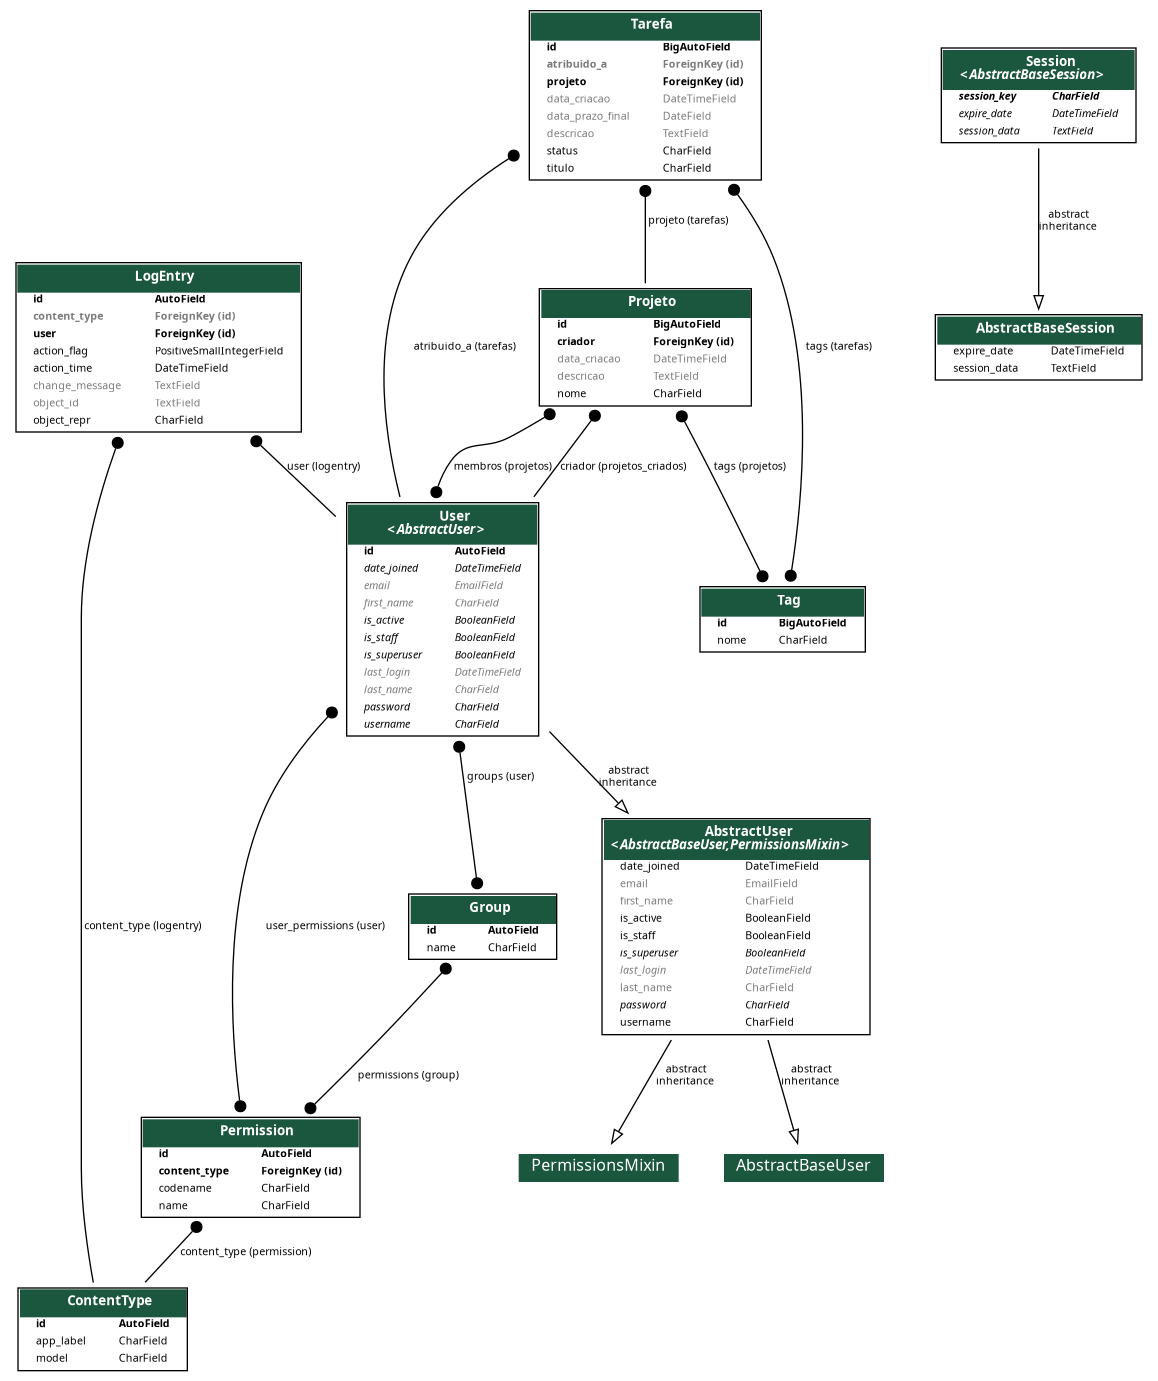 Tarefa
id BigAutoField
atribuido_a ForeignKey (id)
projeto ForeignKey (id)
data_criacao DateTimeField
data_prazo_final DateField
descricao TextField
status CharField
titulo CharField
Session
<AbstractBaseSession>
session_key CharField
expire_date DateTimeField
session_data TextField
projeto (tarefas)
abstract
inheritance
LogEntry
id AutoField
content_type ForeignKey (id)
user ForeignKey (id)
action_flag PositiveSmallIntegerField
action_time DateTimeField
change_message TextField
object_id TextField
object_repr CharField
Projeto
id BigAutoField
criador ForeignKey (id)
data_criacao DateTimeField
descricao TextField
nome CharField
AbstractBaseSession
expire_date DateTimeField
session_data TextField
atribuido_a (tarefas)
tags (tarefas)
user (logentry)
membros (projetos)
criador (projetos_criados)
tags (projetos)
User
<AbstractUser>
id AutoField
date_joined DateTimeField
email EmailField
first_name CharField
is_active BooleanField
is_staff BooleanField
is_superuser BooleanField
last_login DateTimeField
last_name CharField
password CharField
username CharField
Tag
id BigAutoField
nome CharField
groups (user)
abstract
inheritance
AbstractUser
<AbstractBaseUser,PermissionsMixin>
date_joined DateTimeField
email EmailField
first_name CharField
is_active BooleanField
is_staff BooleanField
is_superuser BooleanField
last_login DateTimeField
last_name CharField
password CharField
username CharField
content_type (logentry)
user_permissions (user)
Group
id AutoField
name CharField
permissions (group)
abstract
inheritance
abstract
inheritance
Permission
id AutoField
content_type ForeignKey (id)
codename CharField
name CharField
PermissionsMixin
AbstractBaseUser
content_type (permission)
ContentType
id AutoField
app_label CharField
model CharField